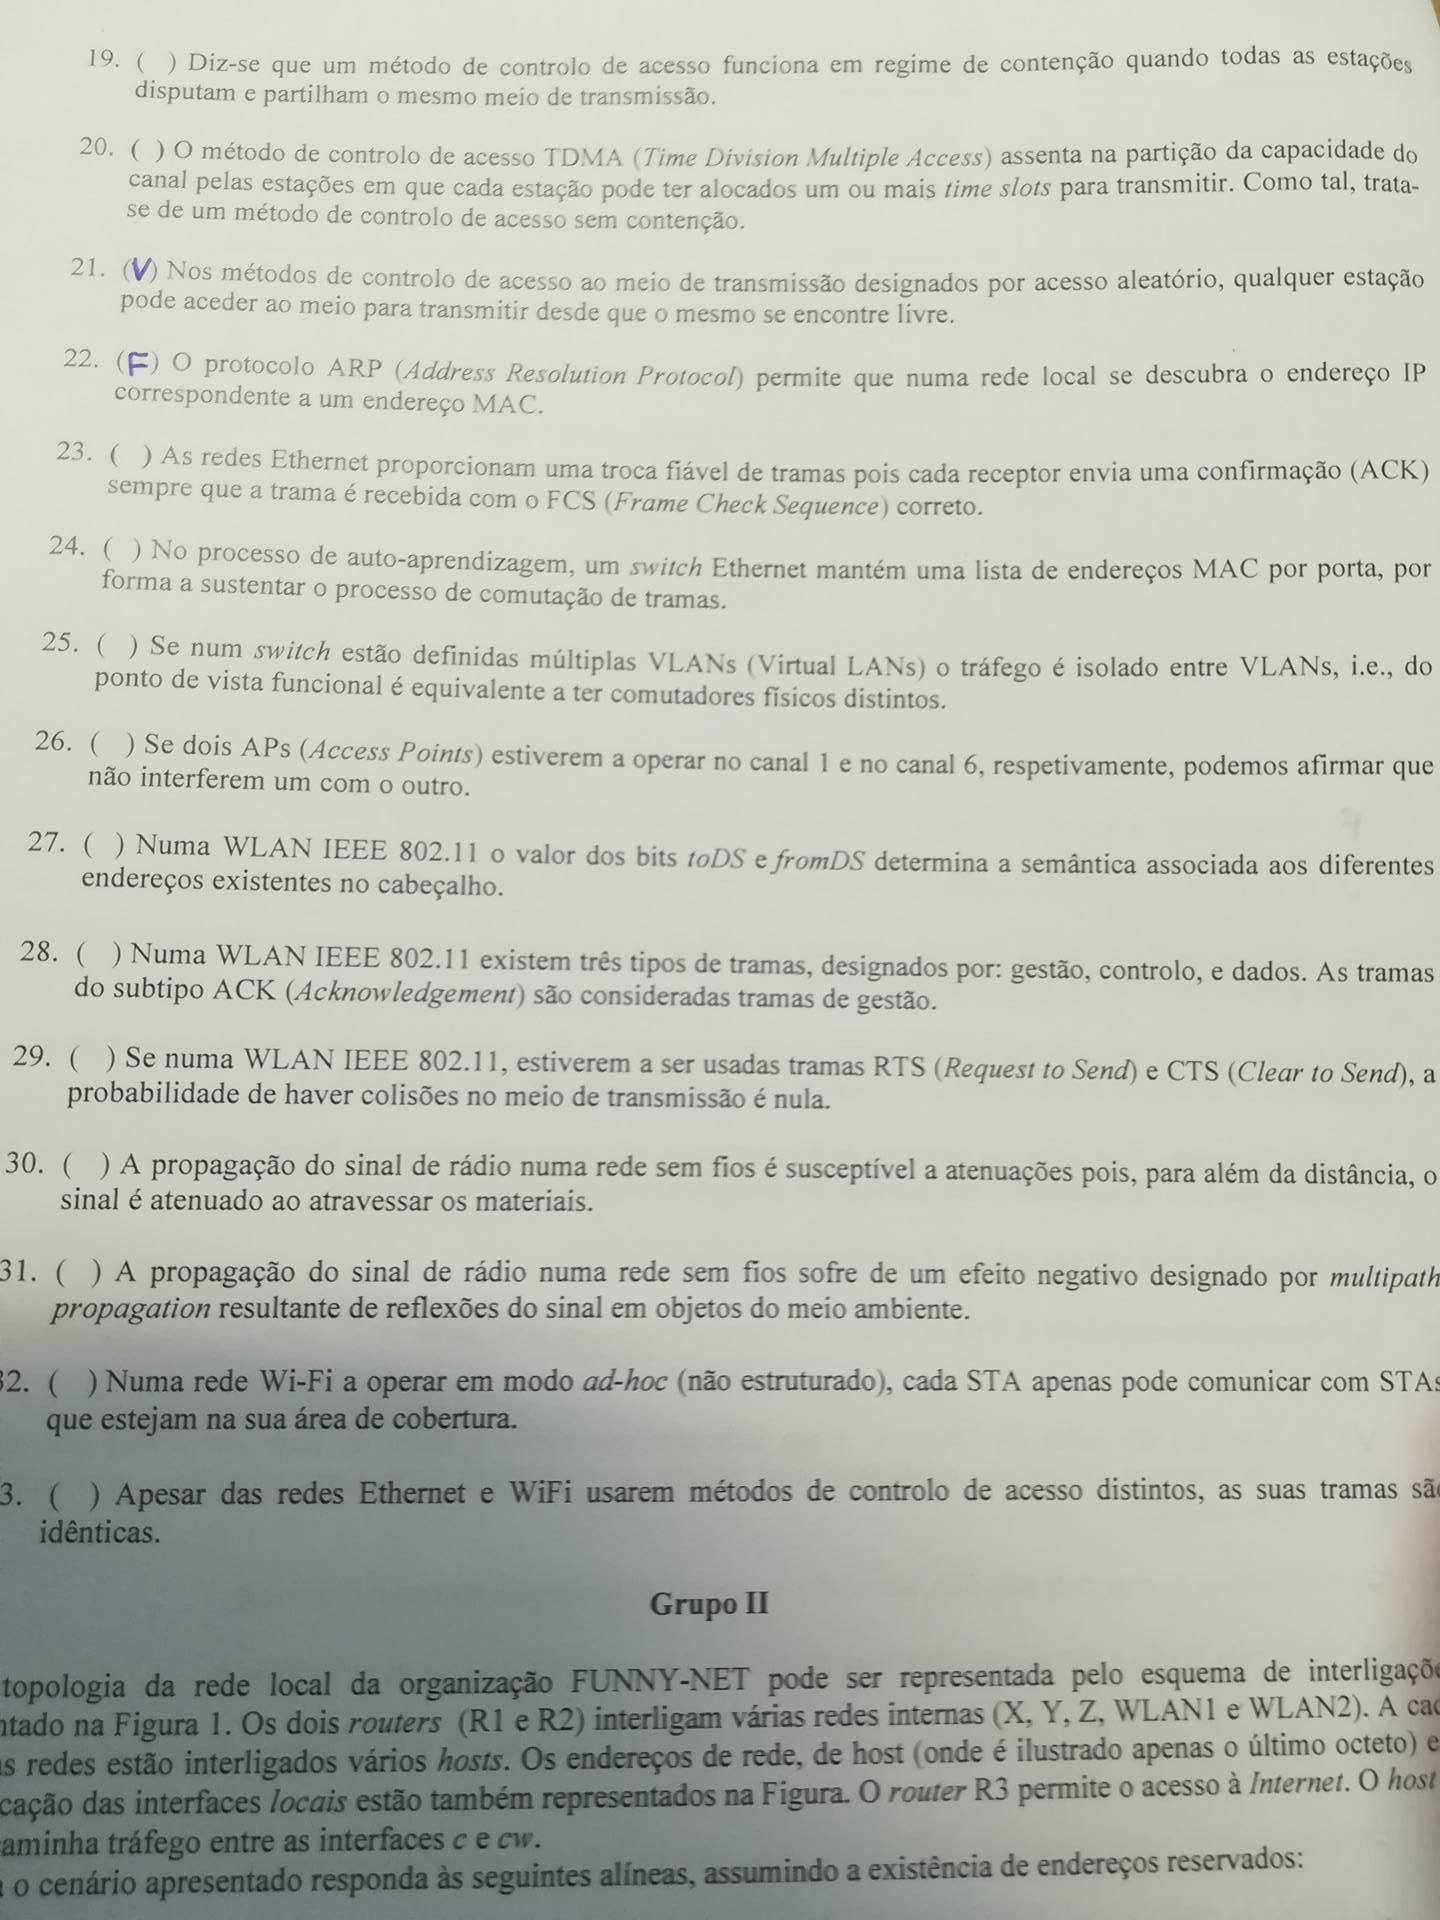 19. ( ) Diz-se que um método de controlo de acesso funciona em regime de contenção quando todas as estações
disputam e partilham o mesmo meio de transmissão.
20. ( ) O método de controlo de acesso TDMA (Time Division Multiple Access) assenta na partição da capacidade do
canal pelas estações em que cada estação pode ter alocados um ou mais time slots para transmitir. Como tal, trata-
se de um método de controlo de acesso sem contenção.
21. (V) Nos métodos de controlo de acesso ao meio de transmissão designados por acesso aleatório, qualquer estação
pode aceder ao meio para transmitir desde que o mesmo se encontre livre.
22. (F) O protocolo ARP (Address Resolution Protocol) permite que numa rede local se descubra o endereço IP
correspondente a um endereço MAC.
23. ( ) As redes Ethernet proporcionam uma troca fiável de tramas pois cada receptor envia uma confirmação (ACK)
sempre que a trama é recebida com o FCS (Frame Check Sequence) correto.
24. ( ) No processo de auto-aprendizagem, um switch Ethernet mantém uma lista de endereços MAC por porta, por
forma a sustentar o processo de comutação de tramas.
25. ( ) Se num switch estão definidas múltiplas VLANs (Virtual LANs) o tráfego é isolado entre VLANs, i.e., do
ponto de vista funcional é equivalente a ter comutadores físicos distintos.
26. ( ) Se dois APs (Access Points) estiverem a operar no canal 1 e no canal 6, respetivamente, podemos afirmar que
não interferem um com o outro.
27. ( ) Numa WLAN IEEE 802.11 o valor dos bits toDS e fromDS determina a semântica associada aos diferentes
endereços existentes no cabeçalho.
28. ( ) Numa WLAN IEEE 802.11 existem três tipos de tramas, designados por: gestão, controlo, e dados. As tramas
do subtipo ACK (Acknowledgement) são consideradas tramas de gestão.
29. ( ) Se numa WLAN IEEE 802.11, estiverem a ser usadas tramas RTS (Request to Send) e CTS (Clear to Send), a
probabilidade de haver colisões no meio de transmissão é nula.
30. ( ) A propagação do sinal de rádio numa rede sem fios é susceptível a atenuações pois, para além da distância, o
sinal é atenuado ao atravessar os materiais.
31. ( ) A propagação do sinal de rádio numa rede sem fios sofre de um efeito negativo designado por multipath
propagation resultante de reflexões do sinal em objetos do meio ambiente.
32. ( ) Numa rede Wi-Fi a operar em modo ad-hoc (não estruturado), cada STA apenas pode comunicar com STAs
que estejam na sua área de cobertura.
3. ( ) Apesar das redes Ethernet e WiFi usarem métodos de controlo de acesso distintos, as suas tramas são
idênticas.
Grupo II
topologia da rede local da organização FUNNY-NET pode ser representada pelo esquema de interligaçõe
ntado na Figura 1. Os dois routers (R1 e R2) interligam várias redes internas (X, Y, Z, WLAN1 e WLAN2). A cad
as redes estão interligados vários hosts. Os endereços de rede, de host (onde é ilustrado apenas o último octeto) e
cação das interfaces locais estão também representados na Figura. O router R3 permite o acesso à Internet. O host
aminha tráfego entre as interfaces c e cw.
o cenário apresentado responda às seguintes alíneas, assumindo a existência de endereços reservados: